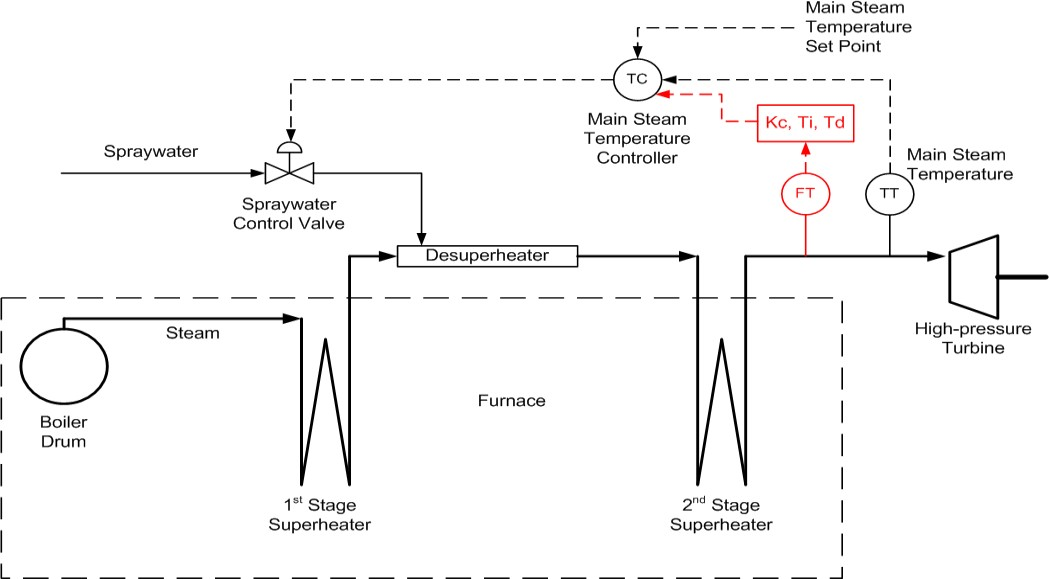 Main Steam
Temperature
Set Point
TC
Main Steam
Temperature
Controller
Kc, Ti, Td
Spraywater
Main Steam
Temperature
FT
TT
Spraywater
Control Valve
Desuperheater
Steam
High-pressure
Turbine
Furnace
Boiler
Drum
1st Stage
Superheater
2nd Stage
Superheater